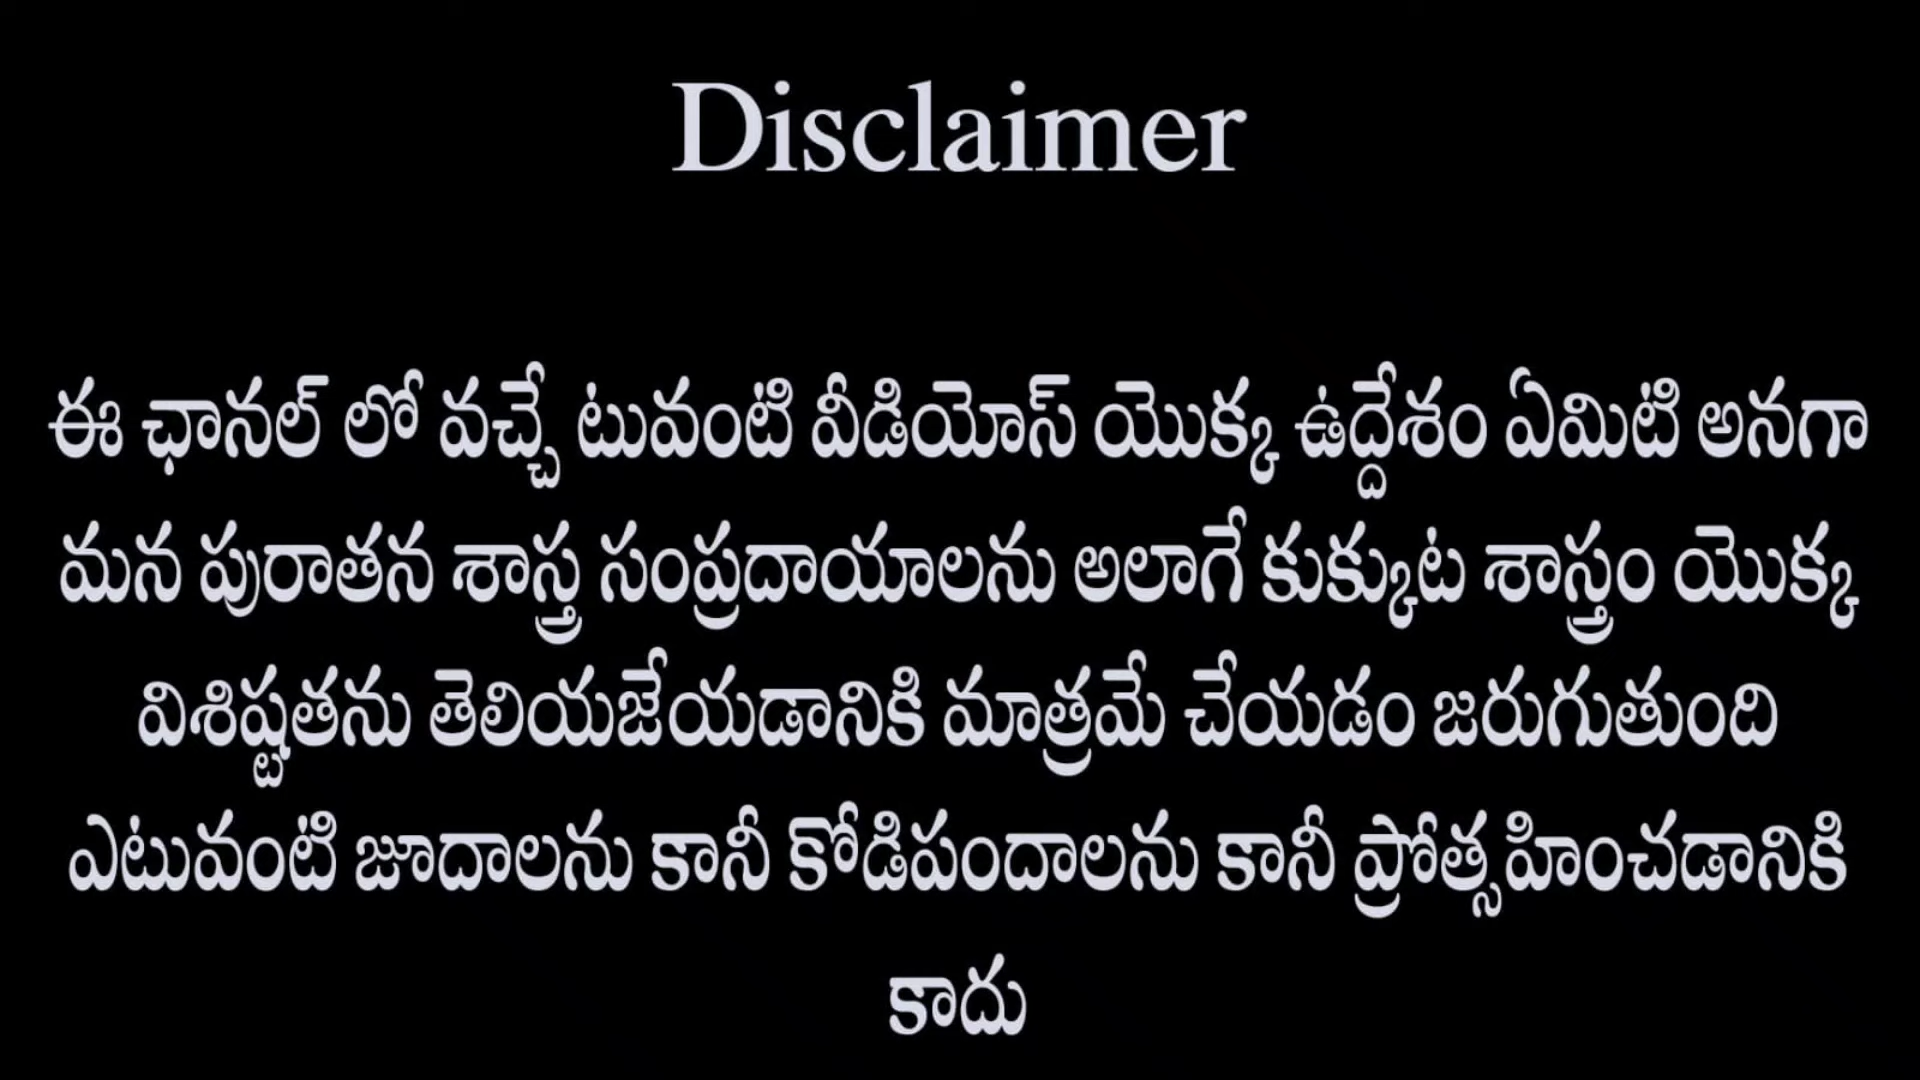 Disclaimer
ఈ ఛానల్ లో వచ్చే టువంటి వీడియోస్ యొక్క ఉద్దేశం ఏమిటి అనగా
మన పురాతన శాస్త్ర సంప్రదాయాలను అలాగే కుక్కుట శాస్త్రం యొక్క
విశిష్టతను తెలియజేయడానికి మాత్రమే చేయడం జరుగుతుంది
ఎటువంటి జూదాలను కానీ కోడిపందాలను కానీ ప్రోత్సహించడానికి
కాదు